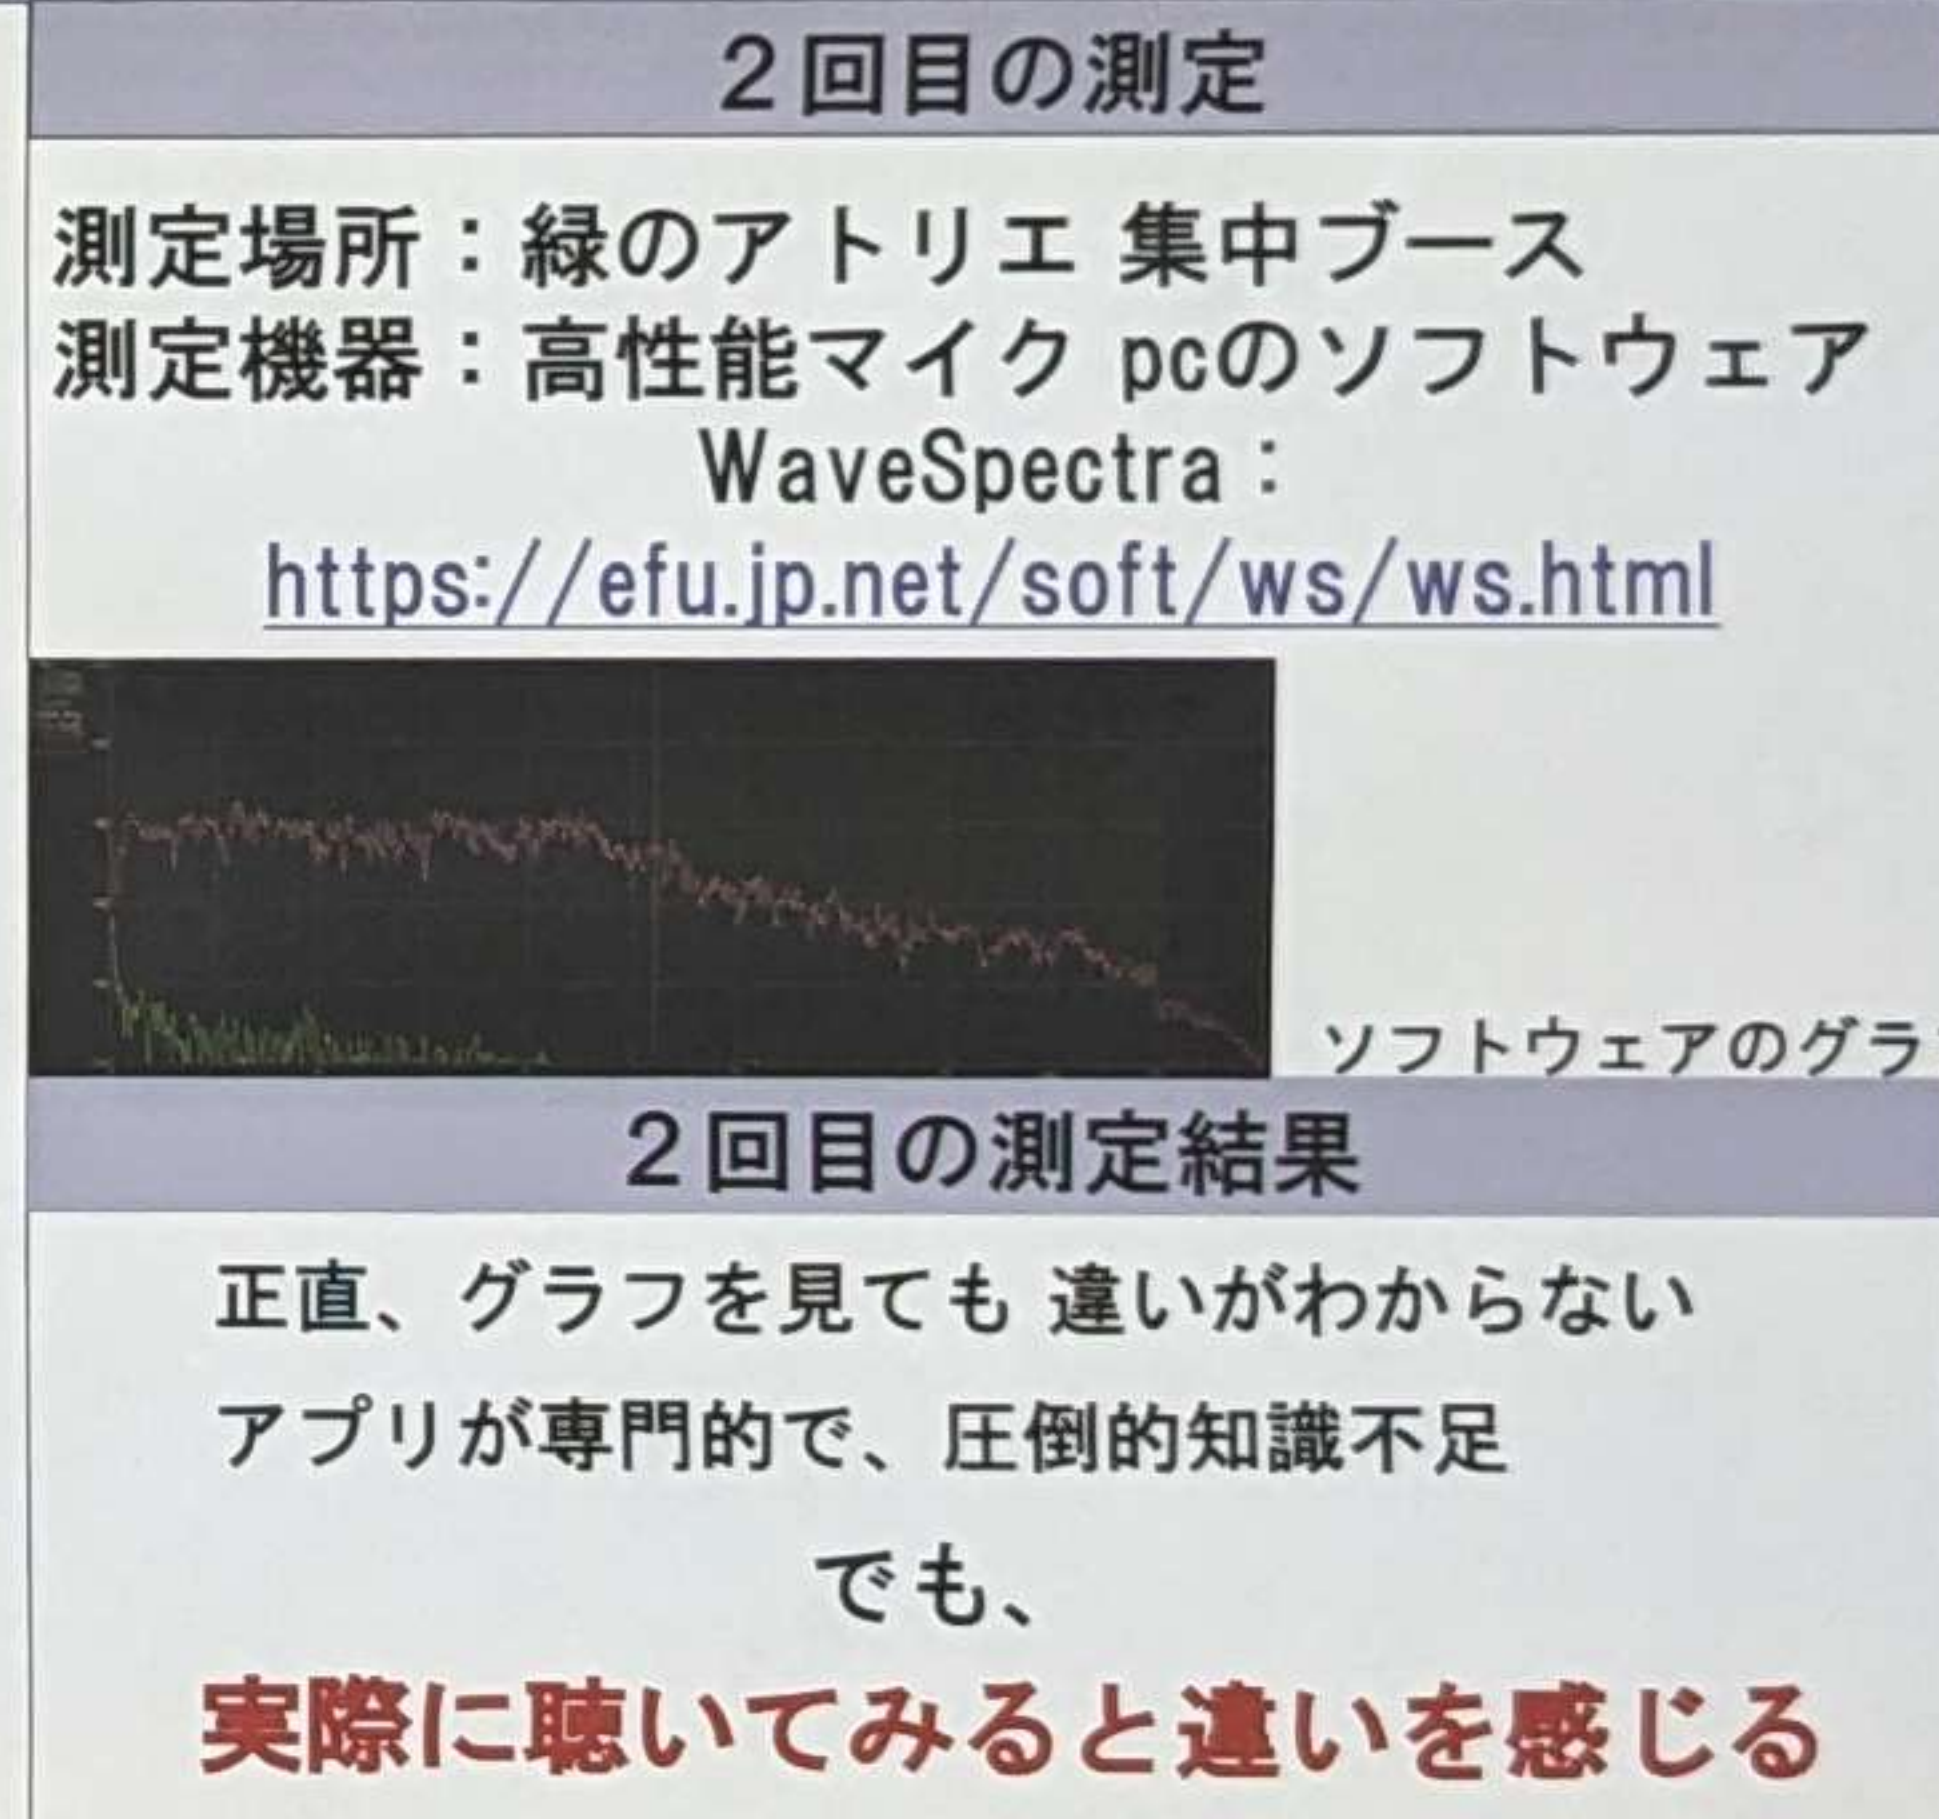 2回目の測定
測定場所：緑のアトリエ 集中ブース
測定機器：高性能マイク pcのソフトウェア
WaveSpectra：
https://efu.jp.net/soft/ws/ws.html
ソフトウェアのグラ
2回目の測定結果
正直、グラフを見ても 違いがわからない
アプリが専門的で、圧倒的知識不足
でも、
実際に聴いてみると違いを感じる